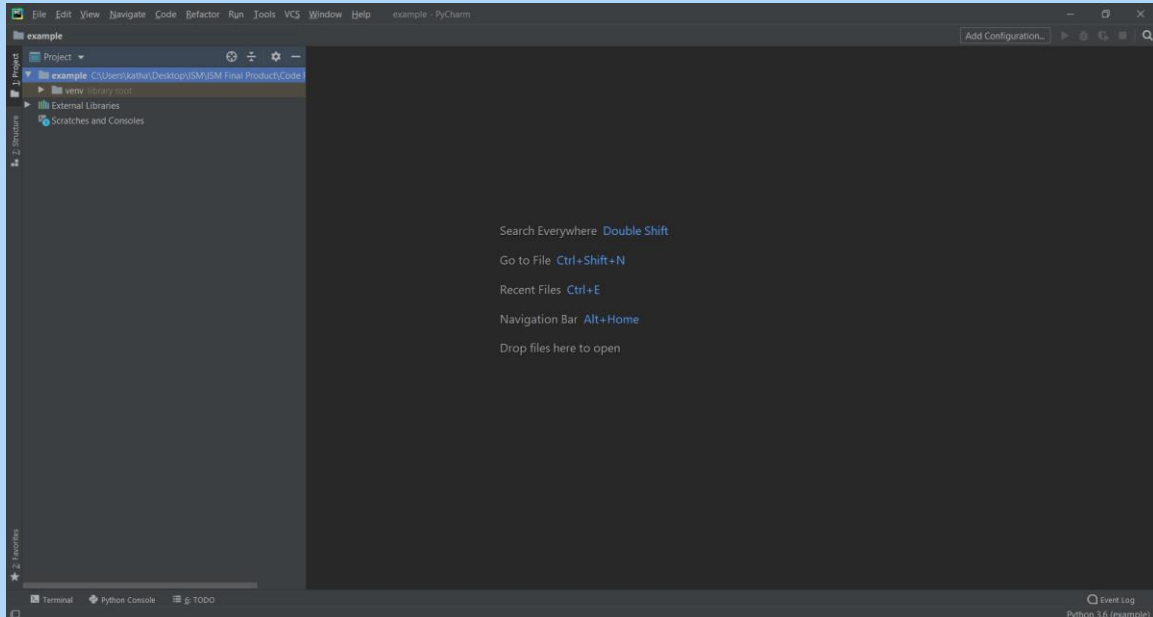 File Edit View Navigate Code Refactor Run Tools VCS Window Help example - PyCharm
example Add Configuration...
1: Project
Project
example C:\Users\katha\Desktop\ISM\ISM Final Product\Code
venv library root
External Libraries
Scratches and Consoles
7: Structure
Search Everywhere Double Shift
Go to File Ctrl+Shift+N
Recent Files Ctrl+E
Navigation Bar Alt+Home
Drop files here to open
2: Favorites
Terminal Python Console 6: TODO Event Log
Python 3.6 (example)